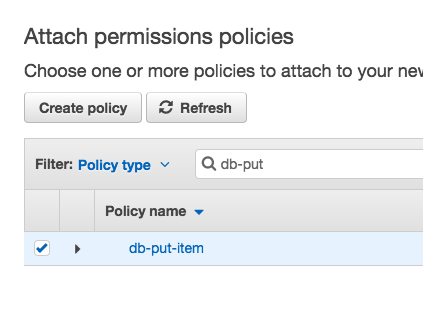 Attach permissions policies
Choose one or more policies to attach to your
Create policy Refresh
Filter: Policy type db-put
Policy name
db-put-item